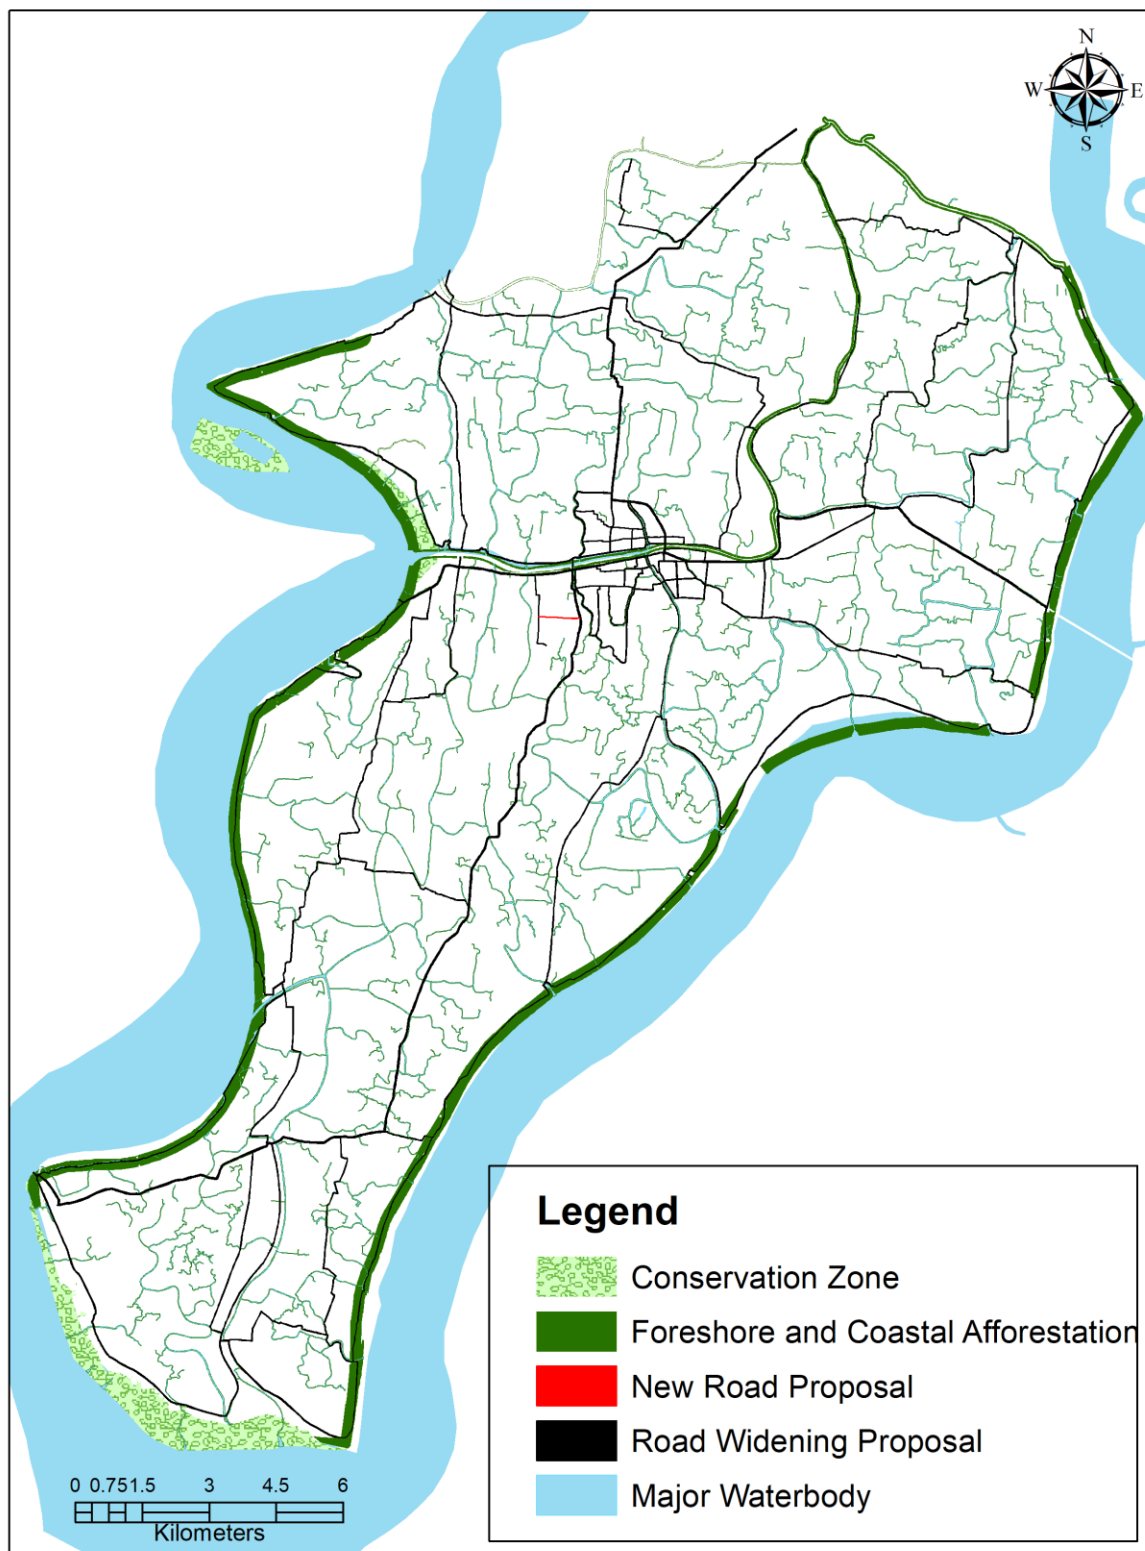 N
W E
S
Legend
Conservation Zone
Foreshore and Coastal Afforestation
New Road Proposal
Road Widening Proposal
Major Waterbody
0 0.751.5 3 4.5 6
Kilometers